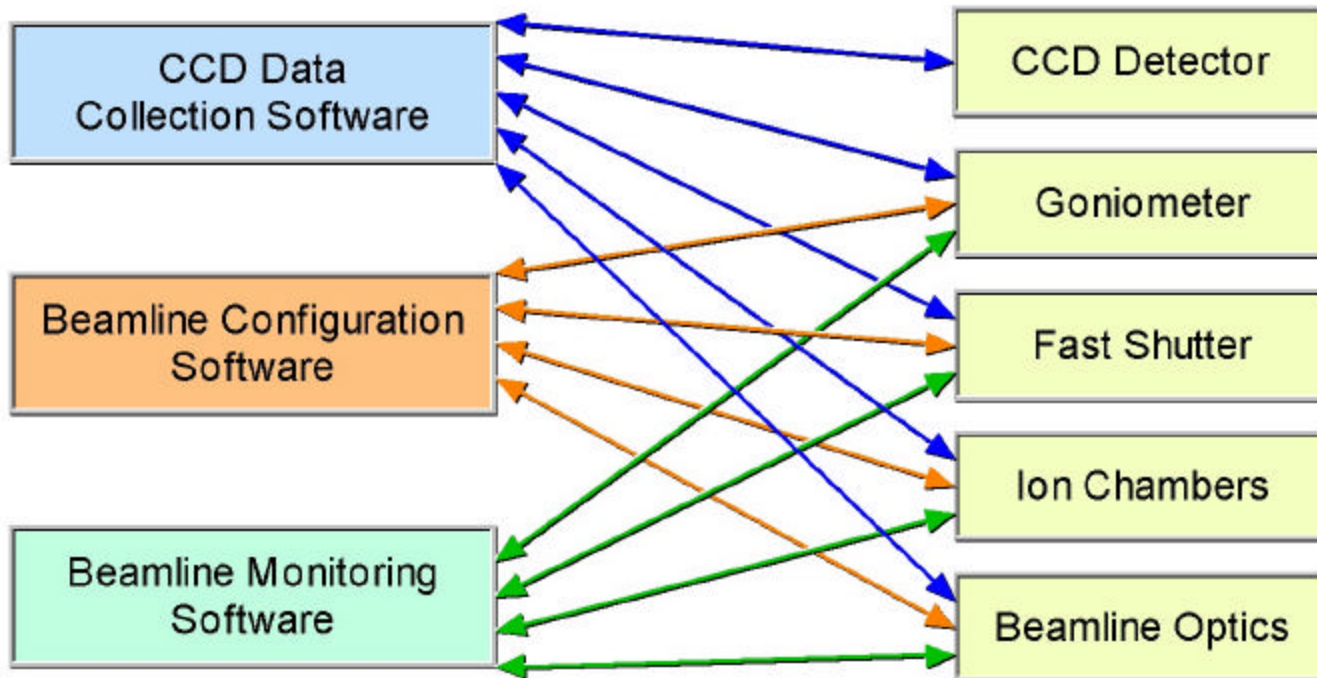 CCD Data
Collection Software
Beamline Configuration
Software
Beamline Monitoring
Software
CCD Detector
Goniometer
Fast Shutter
Ion Chambers
Beamline Optics